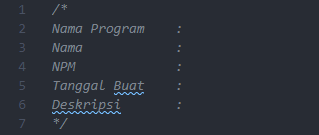 1 /*
2 Nama Program :
3 Nama :
4 NPM :
5 Tanggal Buat :
6 Deskripsi :
7 */